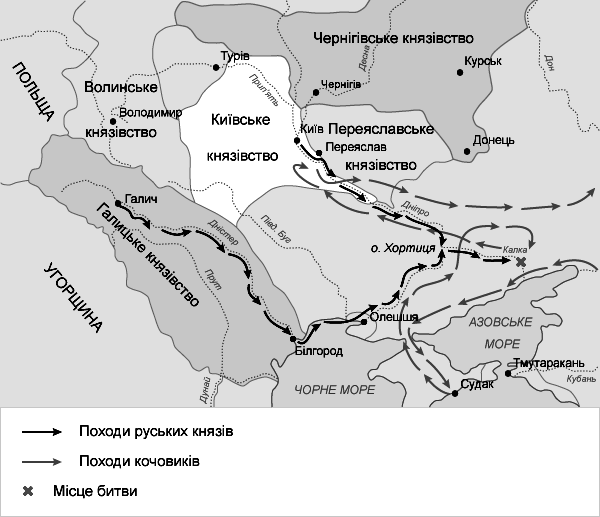 Чернігівське князівство
Турів
Десна
Курськ
Дон
ПОЛЬЩА
Волинське
князівство
Володимир
Прип'ять
Чернігів
Київське
князівство
Київ
Переяславське
князівство
Переяслав
Донець
Галич
Галицьке князівство
Дністер
Півд. Буг
Дніпро
о. Хортиця
Калка
Прут
УГОРЩИНА
Олешшя
Білгород
АЗОВСЬКЕ
МОРЕ
Тмутаракань
Кубань
Судак
ЧОРНЕ МОРЕ
Дунай
Походи руських князів
Походи кочовиків
Місце битви